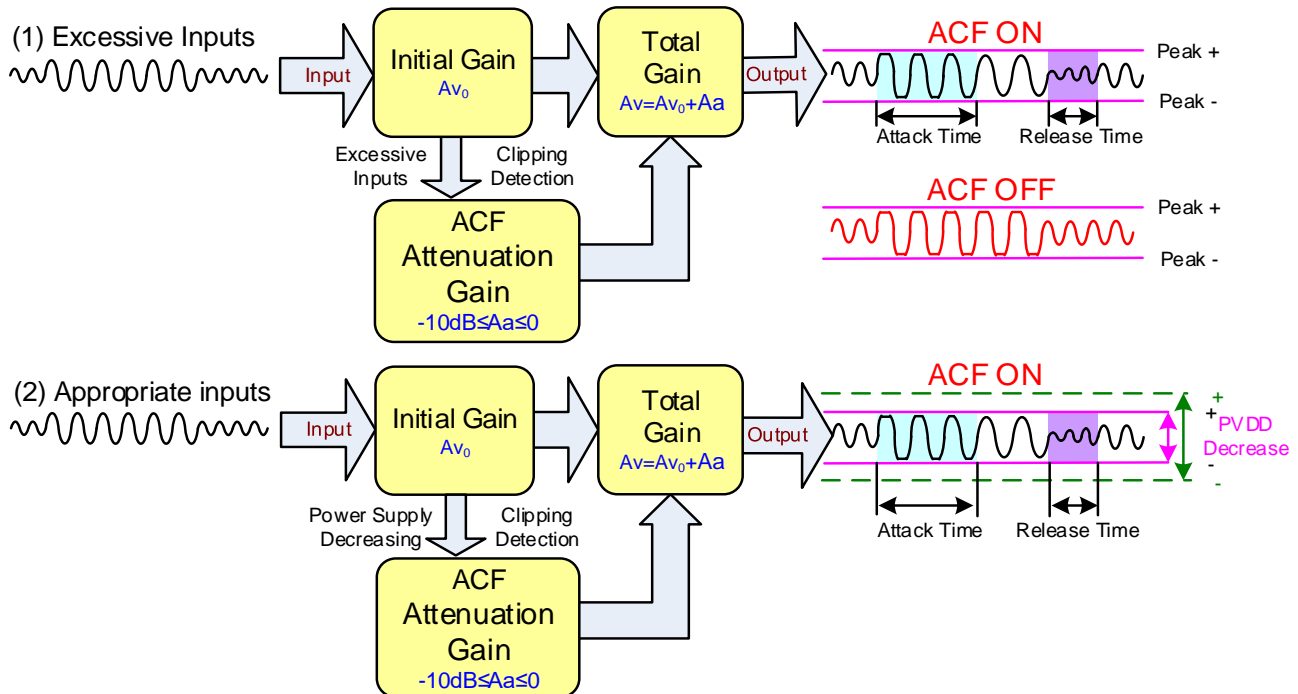 (1) Excessive Inputs
Input
Initial Gain
Av0
Total
Gain
Av=Av0+Aa
Output
Excessive
Inputs
Clipping
Detection
ACF
Attenuation
Gain
-10dB≤Aa≤0
ACF ON
Peak +
Peak -
Attack Time
Release Time
ACF OFF
Peak +
Peak -
(2) Appropriate inputs
Input
Initial Gain
Av0
Total
Gain
Av=Av0+Aa
Output
Power Supply
Decreasing
Clipping
Detection
ACF
Attenuation
Gain
-10dB≤Aa≤0
ACF ON
+
+
PVDD
Decrease
-
-
Attack Time
Release Time